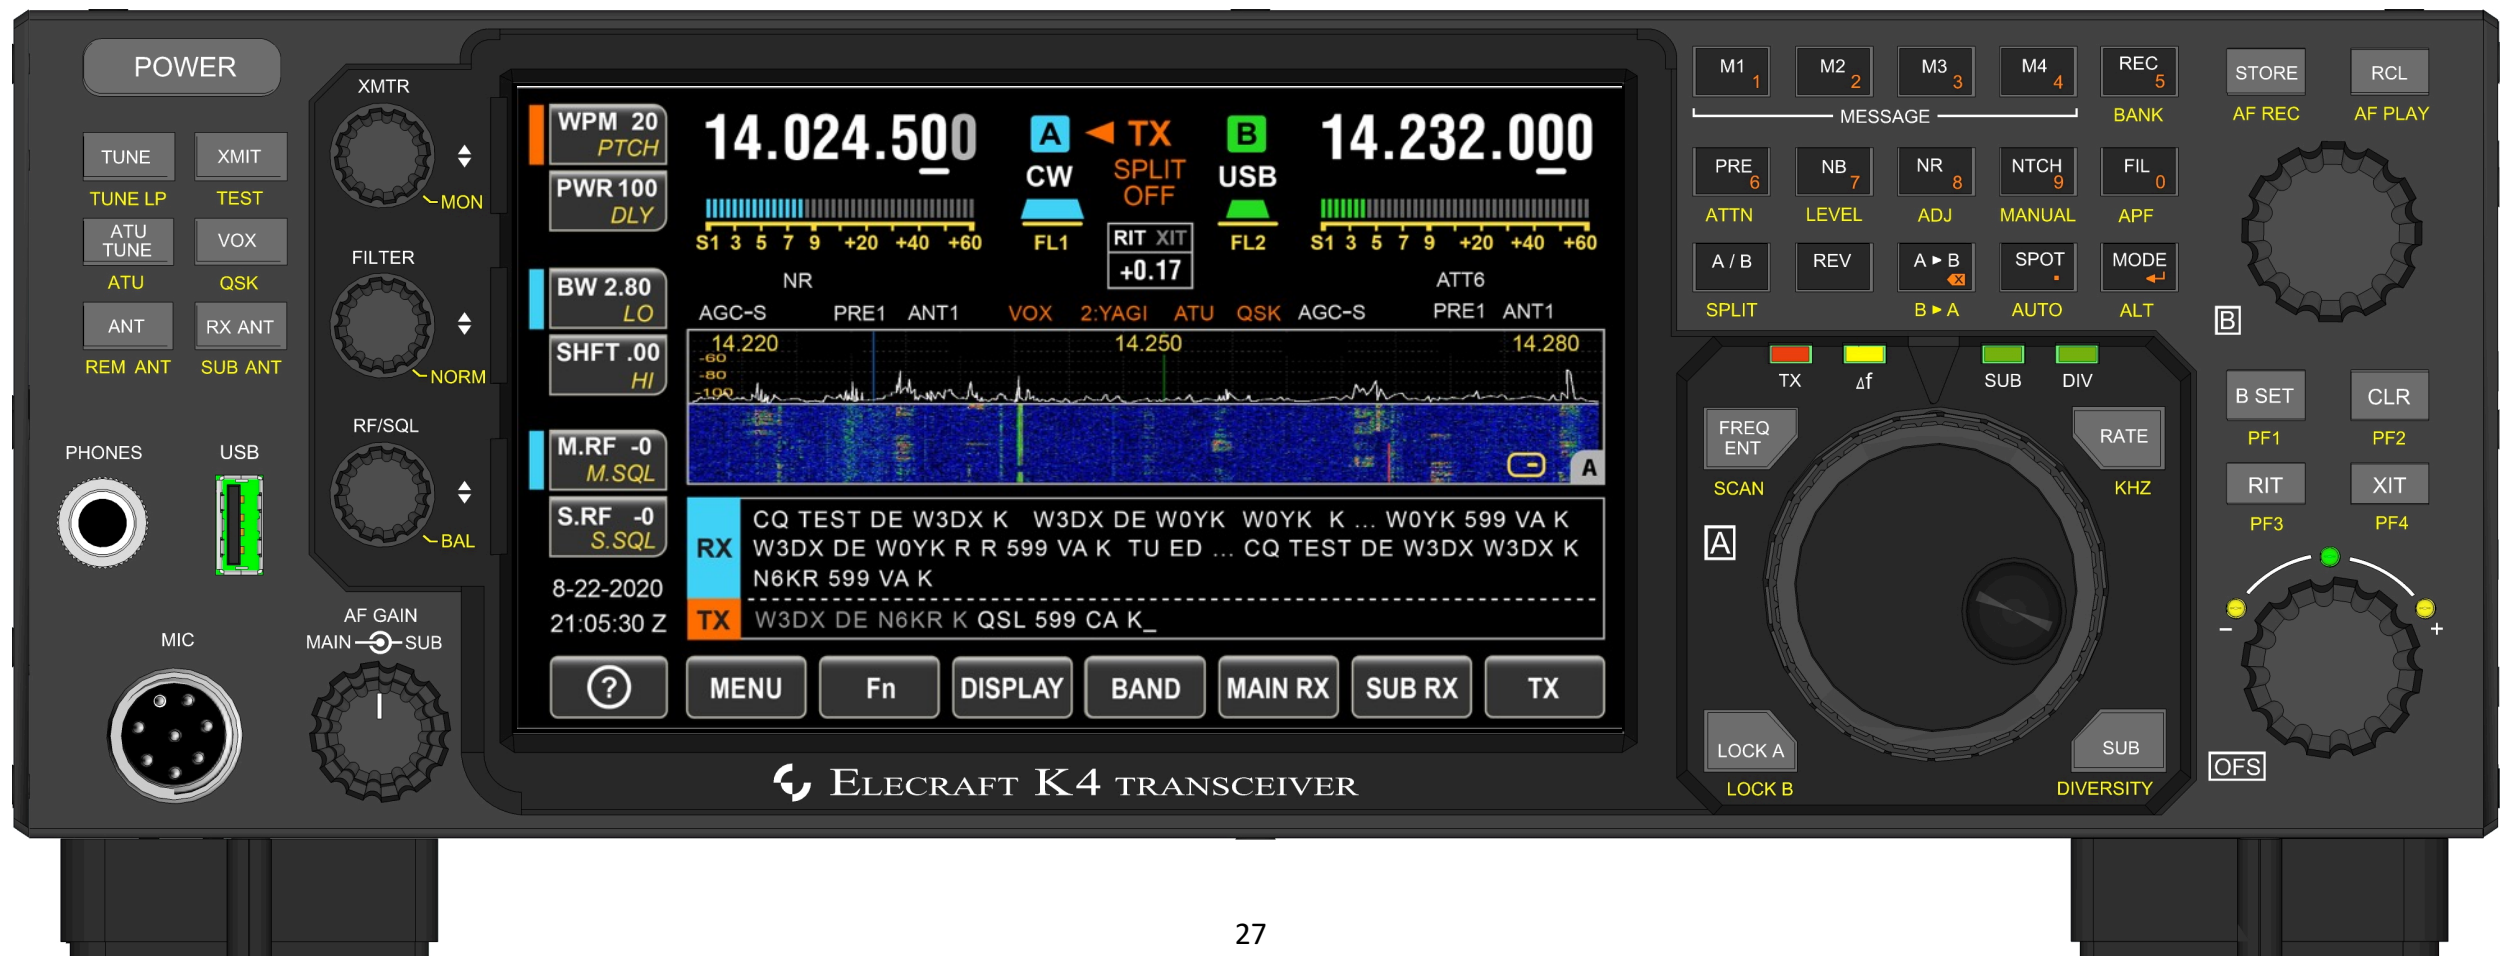 POWER
TUNE
XMIT
TUNE LP
TEST
ATU
TUNE
VOX
ATU
QSK
ANT
RX ANT
REM ANT
SUB ANT
PHONES
USB
MIC
XMTR
MON
FILTER
NORM
RF/SQL
BAL
AF GAIN
MAIN
SUB
WPM 20
PTCH
PWR 100
DLY
BW 2.80
LO
SHFT .00
HI
M.RF -0
M.SQL
S.RF -0
S.SQL
8-22-2020
21:05:30 Z
14.024.500
A
TX
B
14.232.000
CW
SPLIT
OFF
USB
S1 3 5 7 9 +20 +40 +60
FL1
RIT XIT
+0.17
FL2
S1 3 5 7 9 +20 +40 +60
NR
ATT6
AGC-S PRE1 ANT1 VOX 2:YAGI ATU QSK AGC-S PRE1 ANT1
14.220 14.250 14.280
-60
-80
-100
A
RX
CQ TEST DE W3DX K W3DX DE W0YK W0YK K ... W0YK 599 VA K
W3DX DE W0YK R R 599 VA K TU ED ... CQ TEST DE W3DX W3DX K
N6KR 599 VA K
TX
W3DX DE N6KR K QSL 599 CA K_
?
MENU
Fn
DISPLAY
BAND
MAIN RX
SUB RX
TX
ELECRAFT K4 TRANSCEIVER
M1 1
M2 2
M3 3
M4 4
REC 5
MESSAGE
BANK
PRE 6
NB 7
NR 8
NTCH 9
FIL 0
ATTN
LEVEL
ADJ
MANUAL
APF
A / B
REV
A ▸ B
SPOT .
MODE
SPLIT
B ▸ A
AUTO
ALT
STORE
RCL
AF REC
AF PLAY
B
TX
Δf
SUB
DIV
FREQ
ENT
RATE
SCAN
KHZ
A
LOCK A
SUB
LOCK B
DIVERSITY
B SET
CLR
PF1
PF2
RIT
XIT
PF3
PF4
−
+
OFS
27